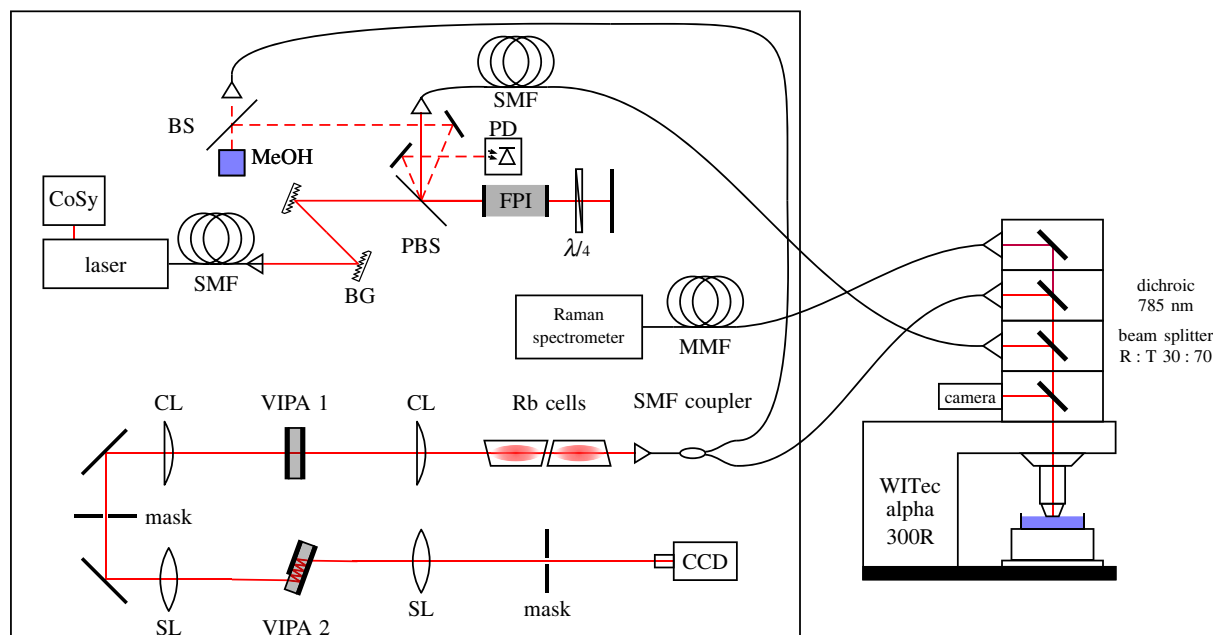 SMF
BS
PD
MeOH
CoSy
FPI
PBS
λ/4
laser
SMF
BG
dichroic
785 nm
Raman
spectrometer
MMF
beam splitter
R : T 30 : 70
camera
CL
VIPA 1
CL
Rb cells
SMF coupler
WITec
alpha
300R
mask
CCD
SL
VIPA 2
SL
mask